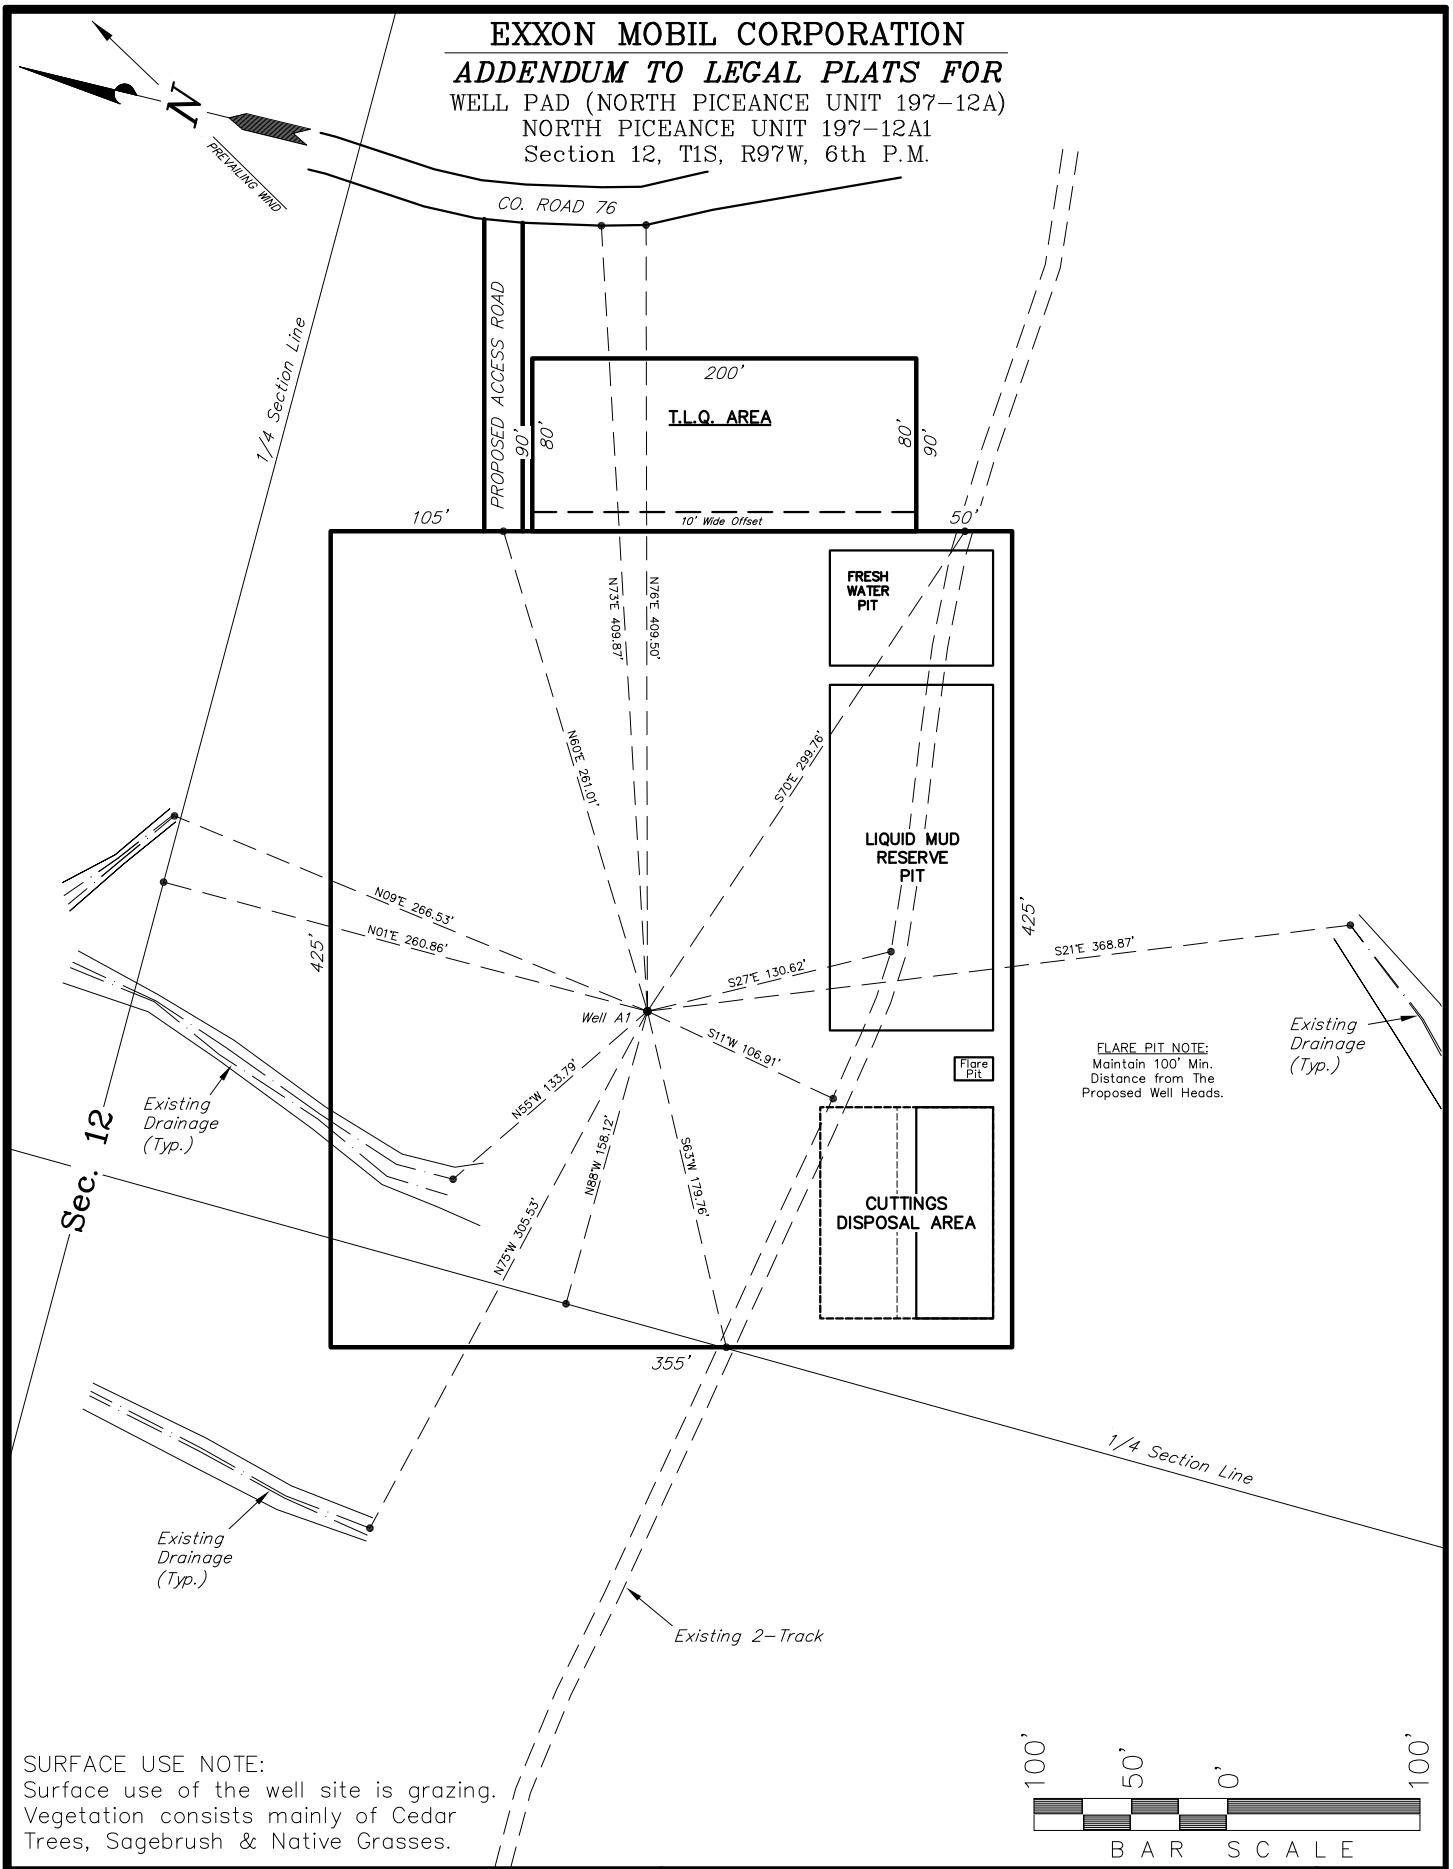 EXXON MOBIL CORPORATION
ADDENDUM TO LEGAL PLATS FOR
WELL PAD (NORTH PICEANCE UNIT 197-12A)
NORTH PICEANCE UNIT 197-12A1
Section 12, T1S, R97W, 6th P.M.
N
PREVAILING WIND
CO. ROAD 76
1/4 Section Line
PROPOSED ACCESS ROAD
200'
T.L.Q. AREA
90'
80'
80'
90'
105'
10' Wide Offset
50'
FRESH
WATER
PIT
N73°E 409.87'
N76°E 409.50'
N60°E 261.01'
S70°E 299.76'
LIQUID MUD
RESERVE
PIT
N09°E 266.53'
N01°E 260.86'
425'
425'
S27°E 130.62'
S21°E 368.87'
Well A1
S11°W 106.91'
Flare
Pit
FLARE PIT NOTE:
Maintain 100' Min.
Distance from The
Proposed Well Heads.
Existing
Drainage
(Typ.)
Existing
Drainage
(Typ.)
N55°W 133.79'
N88°W 158.12'
S63°W 179.76'
N75°W 305.53'
Sec. 12
CUTTINGS
DISPOSAL AREA
355'
1/4 Section Line
Existing
Drainage
(Typ.)
Existing 2-Track
SURFACE USE NOTE:
Surface use of the well site is grazing.
Vegetation consists mainly of Cedar
Trees, Sagebrush & Native Grasses.
100'
50'
0'
100'
BAR SCALE